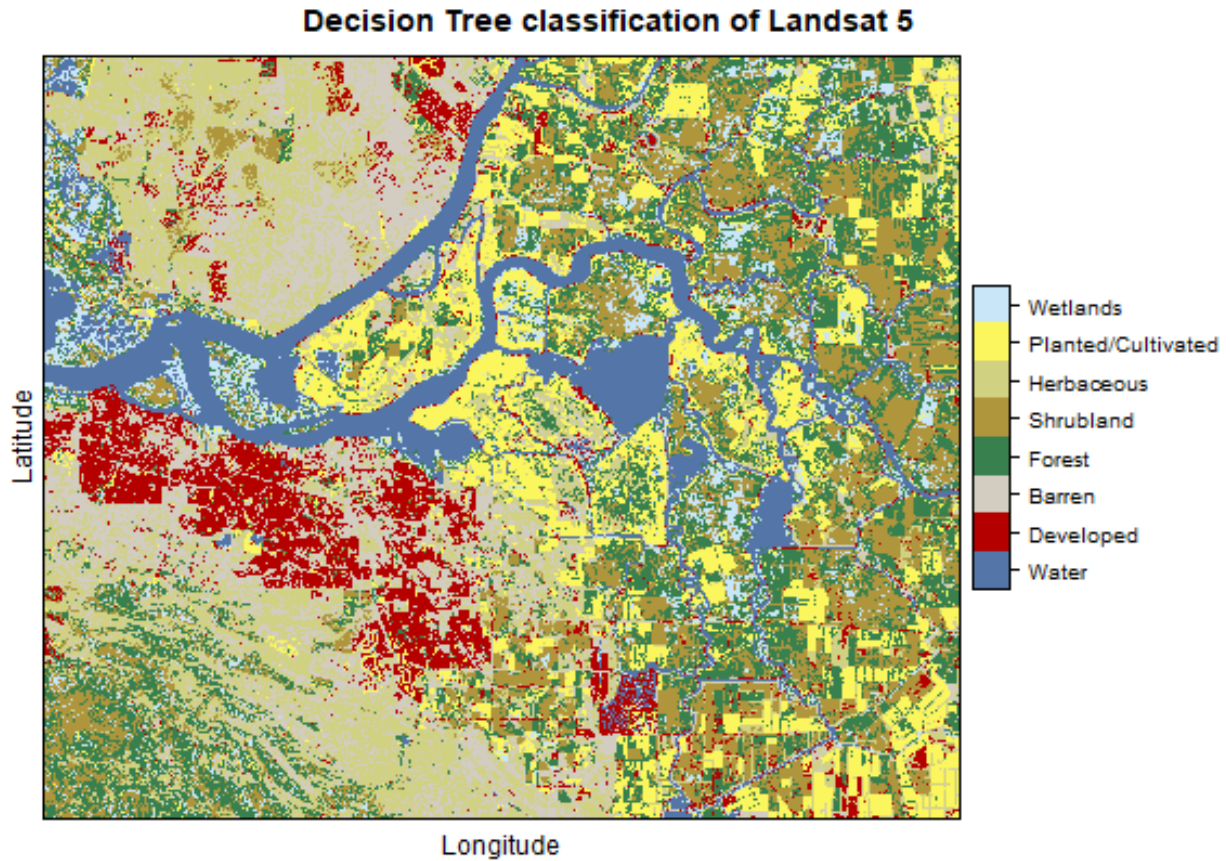 Decision Tree classification of Landsat 5
Latitude
Wetlands
Planted/Cultivated
Herbaceous
Shrubland
Forest
Barren
Developed
Water
Longitude